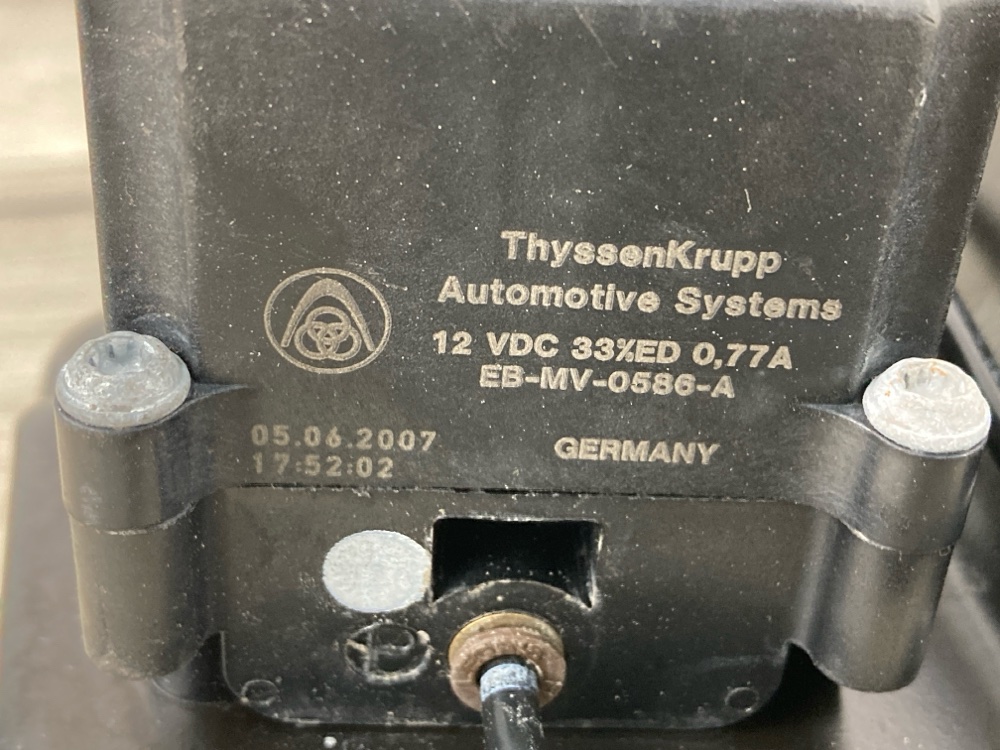 ThyssenKrupp
Automotive Systems
12 VDC 33%ED 0,77A
EB-MV-0586-A
05.06.2007
17:52:02
GERMANY